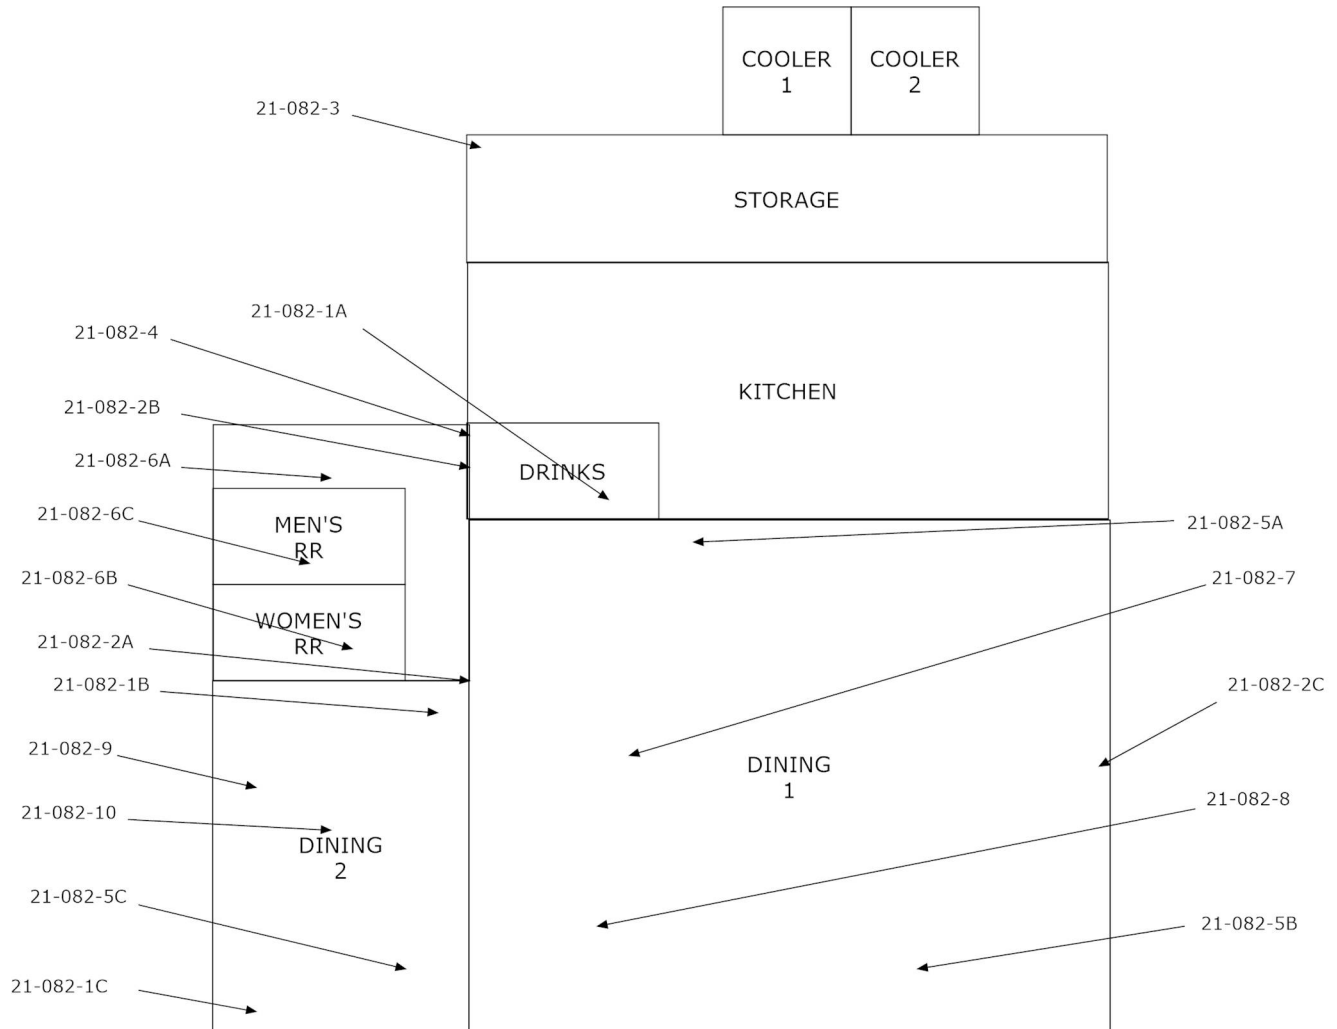 COOLER
1
COOLER
2
21-082-3
STORAGE
21-082-1A
21-082-4
KITCHEN
21-082-2B
21-082-6A
DRINKS
21-082-6C
MEN'S
RR
21-082-5A
21-082-6B
21-082-7
WOMEN'S
RR
21-082-2A
21-082-1B
21-082-2C
21-082-9
DINING
1
21-082-10
21-082-8
DINING
2
21-082-5C
21-082-5B
21-082-1C